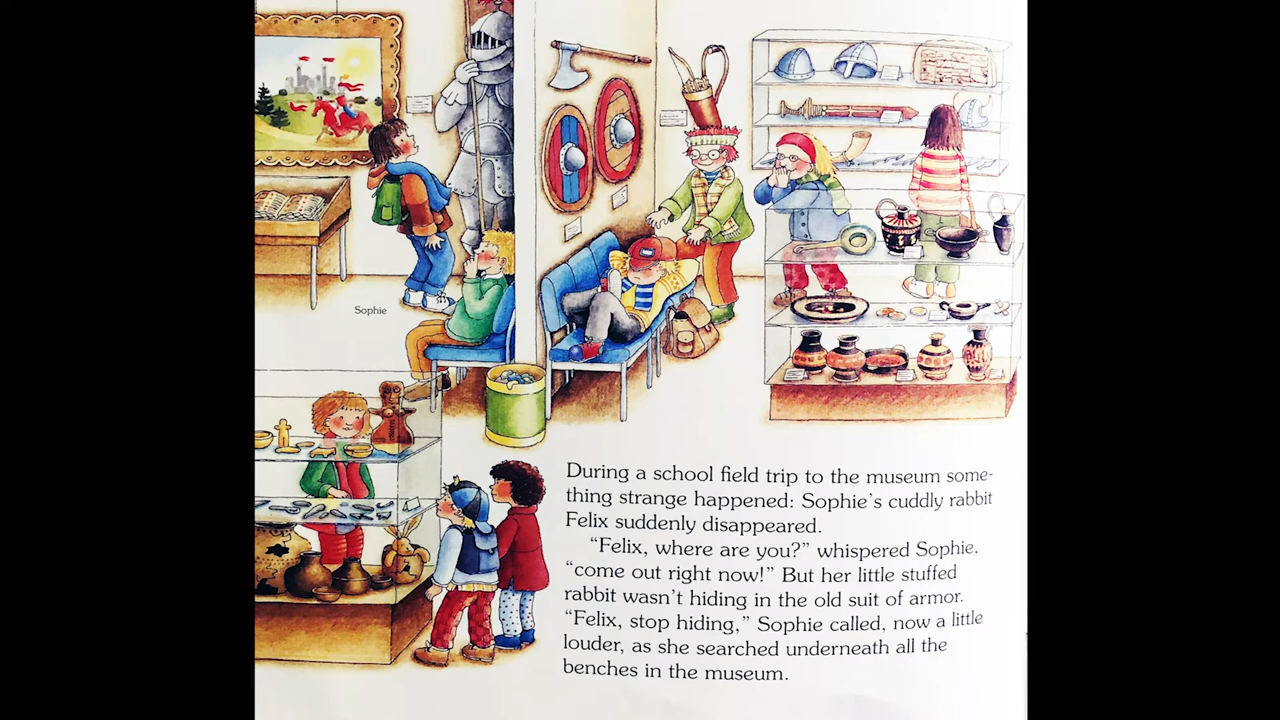 Sophie
During a school field trip to the museum some-
thing strange happened: Sophie's cuddly rabbit
Felix suddenly disappeared.
“Felix, where are you?” whispered Sophie.
“come out right now!” But her little stuffed
rabbit wasn't hiding in the old suit of armor.
“Felix, stop hiding,” Sophie called, now a little
louder, as she searched underneath all the
benches in the museum.